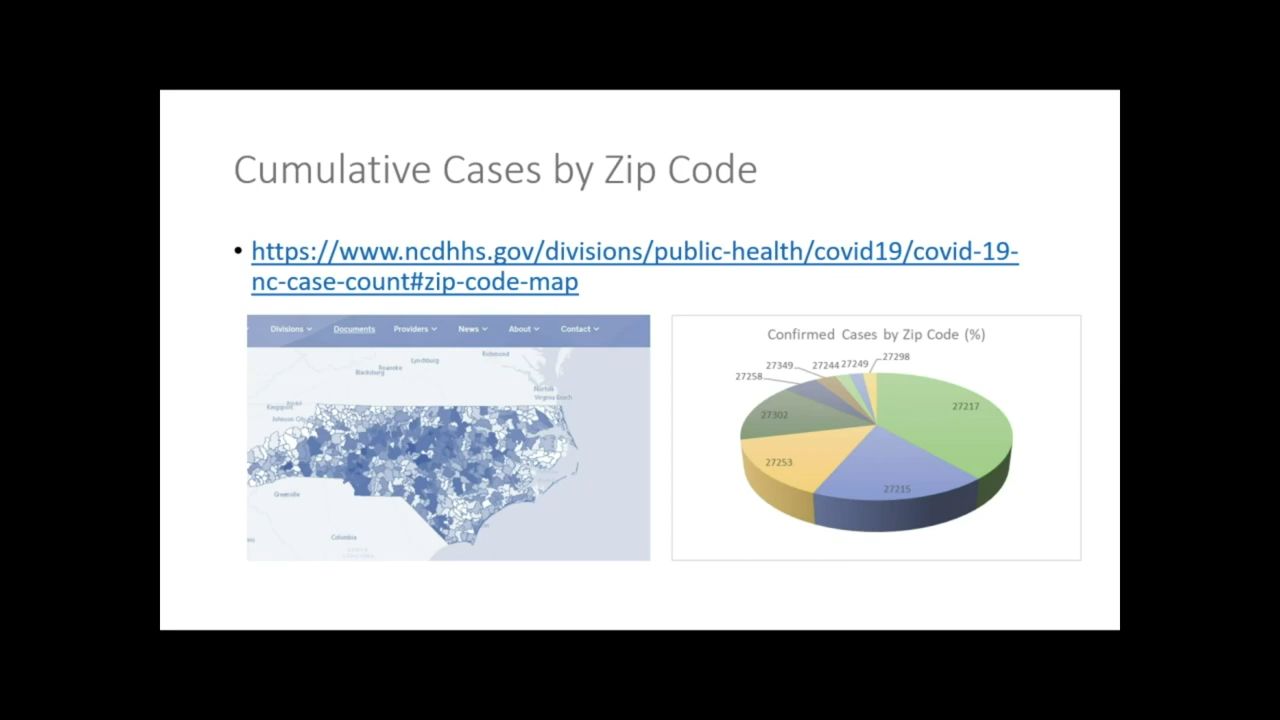 Cumulative Cases by Zip Code
• https://www.ncdhhs.gov/divisions/public-health/covid19/covid-19-
nc-case-count#zip-code-map
Divisions Documents Providers News About Contact
Richmond
Lynchburg
Roanoke
Blacksburg
Norfolk
Virginia Beach
Kingsport
Johnson City
Greenville
Columbia
Confirmed Cases by Zip Code (%)
27298
27349 27244 27249
27258
27217
27302
27253
27215